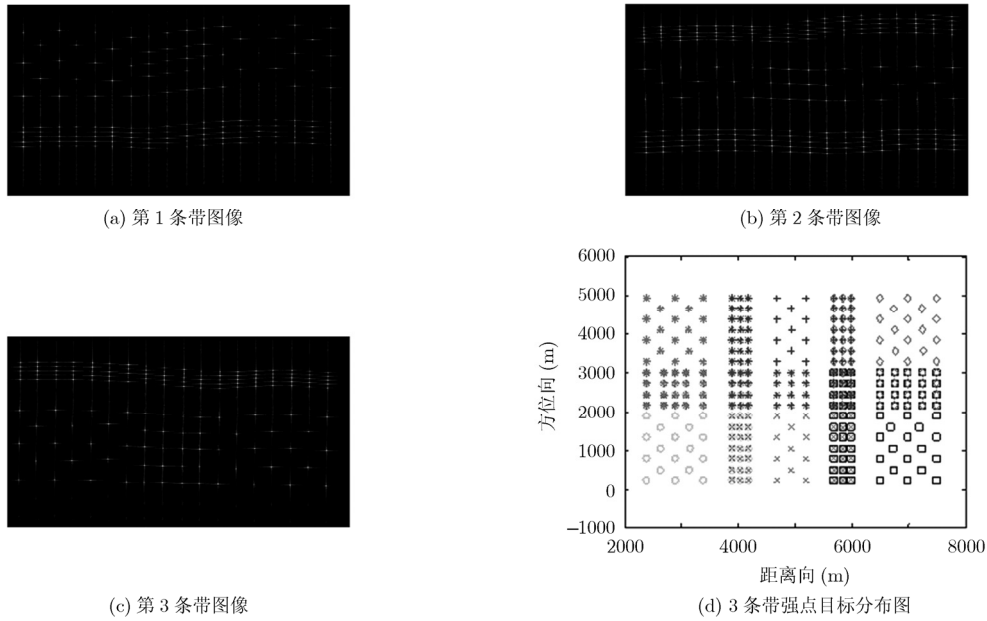 (a) 第 1 条带图像
(b) 第 2 条带图像
6000
5000
4000
3000
2000
1000
0
−1000
方位向 (m)
2000 4000 6000 8000
距离向 (m)
(c) 第 3 条带图像
(d) 3 条带强点目标分布图